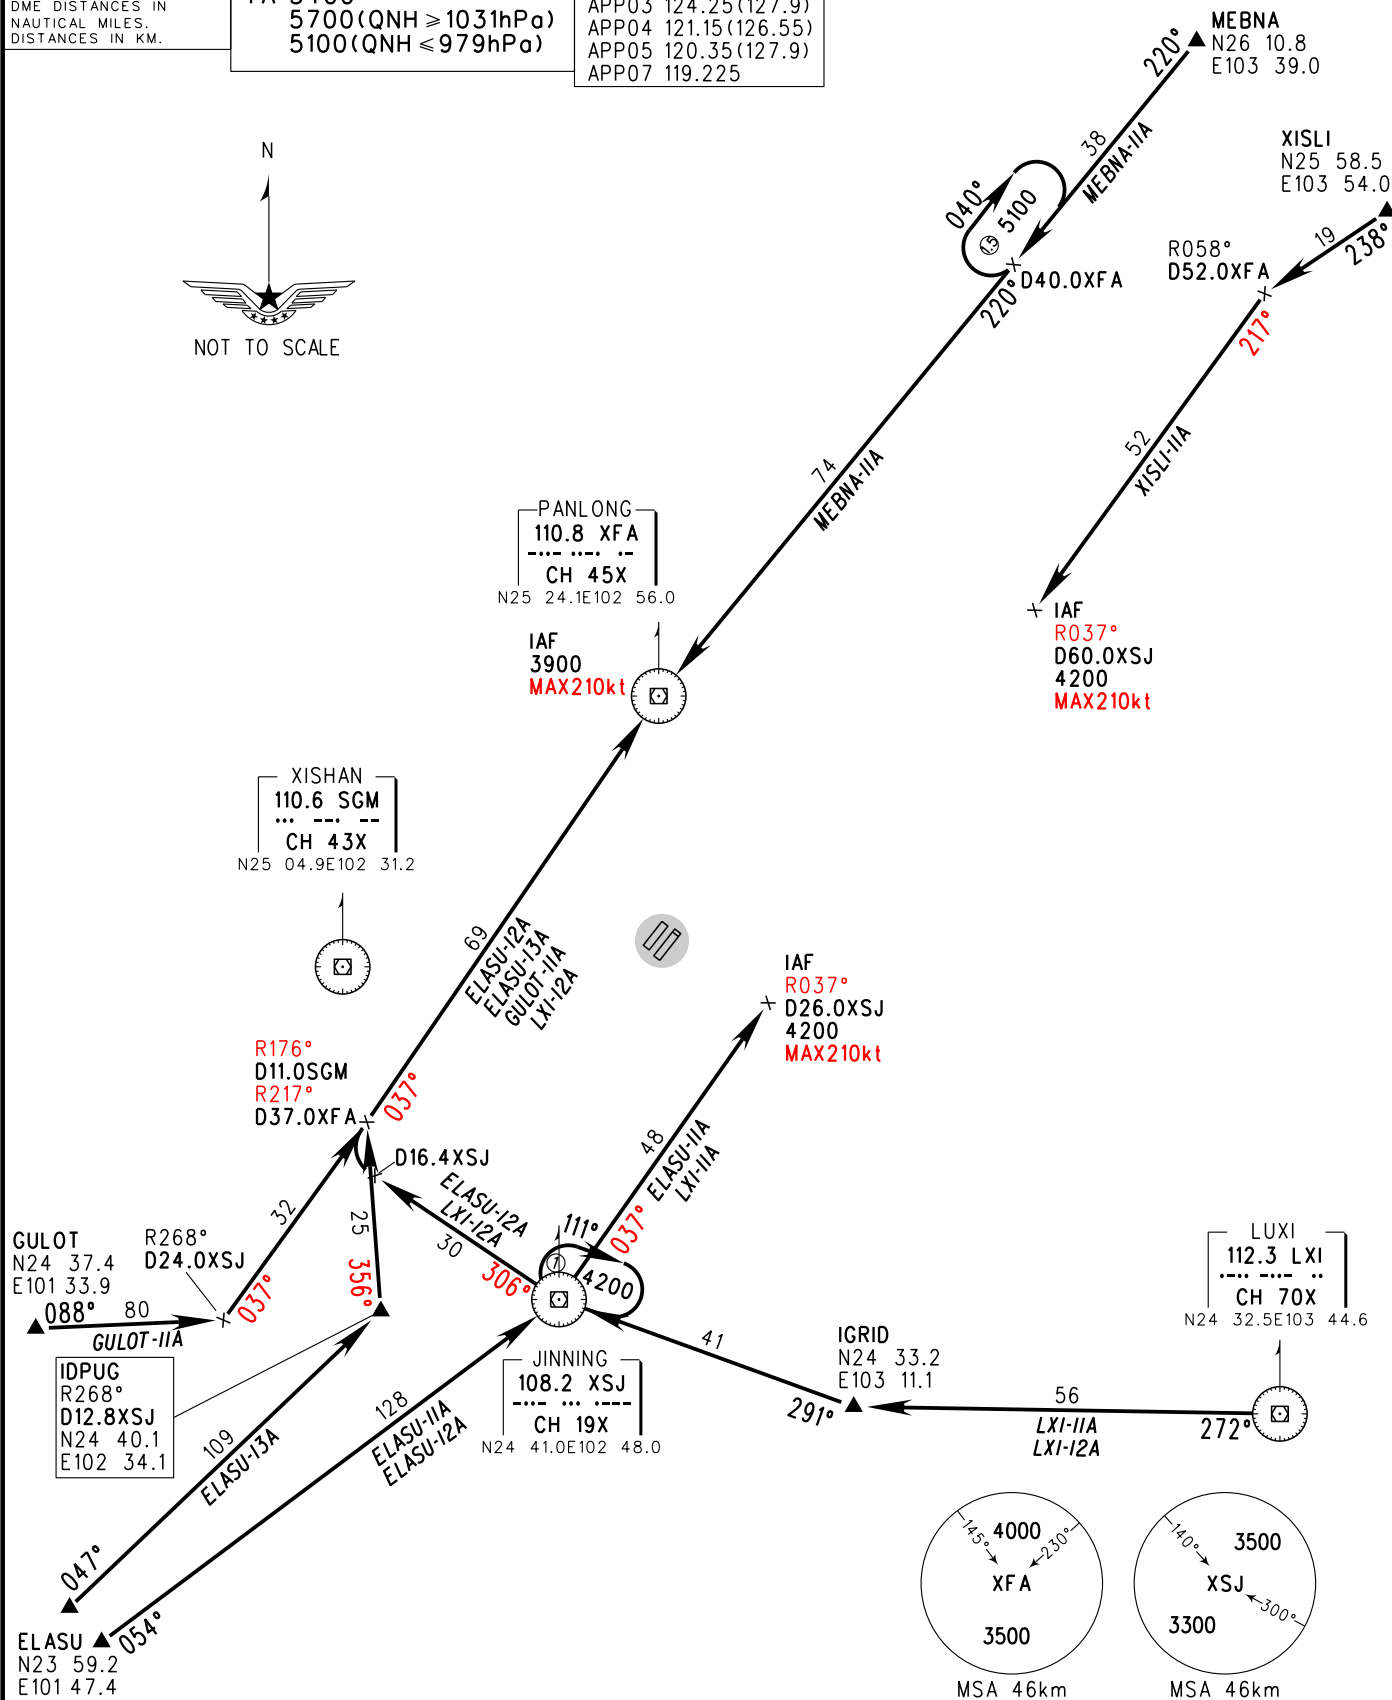 DME DISTANCES IN
NAUTICAL MILES.
DISTANCES IN KM.
5700(QNH ≥ 1031hPa)
5100(QNH ≤ 979hPa)
APP03 124.25(127.9)
APP04 121.15(126.55)
APP05 120.35(127.9)
APP07 119.225
MEBNA
N26 10.8
E103 39.0
220°
38
MEBNA-11A
XISLI
N25 58.5
E103 54.0
19
238°
R058°
D52.0XFA
217°
52
XISLI-11A
N
NOT TO SCALE
040°
1.5
5100
D40.0XFA
220°
74
MEBNA-11A
PANLONG
110.8 XFA
CH 45X
N25 24.1E102 56.0
IAF
3900
MAX210kt
IAF
R037°
D60.0XSJ
4200
MAX210kt
XISHAN
110.6 SGM
CH 43X
N25 04.9E102 31.2
69
ELASU-12A
ELASU-13A
GULOT-11A
LXI-12A
IAF
R037°
D26.0XSJ
4200
MAX210kt
R176°
D11.0SGM
R217°
D37.0XFA
037°
D16.4XSJ
ELASU-12A
LXI-12A
30
306°
48
ELASU-11A
LXI-11A
037°
111°
1
4200
GULOT
N24 37.4
E101 33.9
088°
80
GULOT-11A
R268°
D24.0XSJ
32
037°
25
356°
IDPUG
R268°
D12.8XSJ
N24 40.1
E102 34.1
JINNING
108.2 XSJ
CH 19X
N24 41.0E102 48.0
41
IGRID
N24 33.2
E103 11.1
291°
56
LXI-11A
LXI-12A
272°
LUXI
112.3 LXI
CH 70X
N24 32.5E103 44.6
109
ELASU-13A
047°
128
ELASU-11A
ELASU-12A
054°
ELASU
N23 59.2
E101 47.4
145°
4000
230°
XFA
3500
MSA 46km
140°
3500
XSJ
300°
3300
MSA 46km